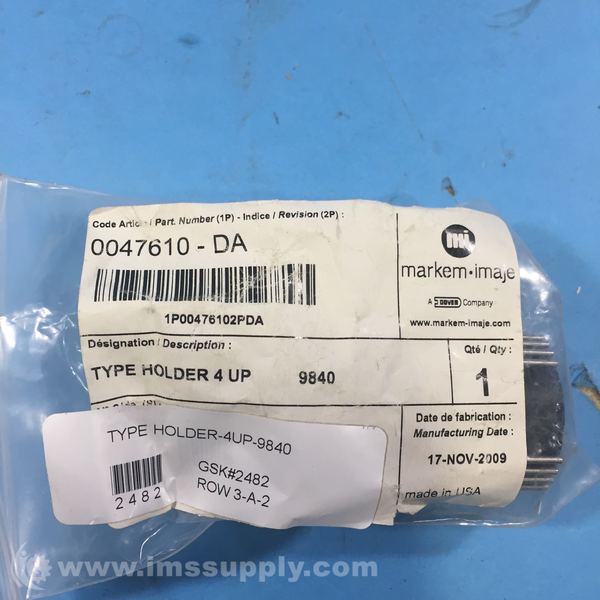 Code Article / Part. Number (1P) - Indice / Revision (2P) :
0047610 - DA
1P00476102PDA
mi
markem•imaje
A DOVER Company
www.markem-imaje.com
Désignation / Description :
TYPE HOLDER 4 UP 9840
Qté / Qty :
1
Date de fabrication :
Manufacturing Date :
17-NOV-2009
made in USA
TYPE HOLDER-4UP-9840
GSK#2482
ROW 3-A-2
2482
© www.imssupply.com/